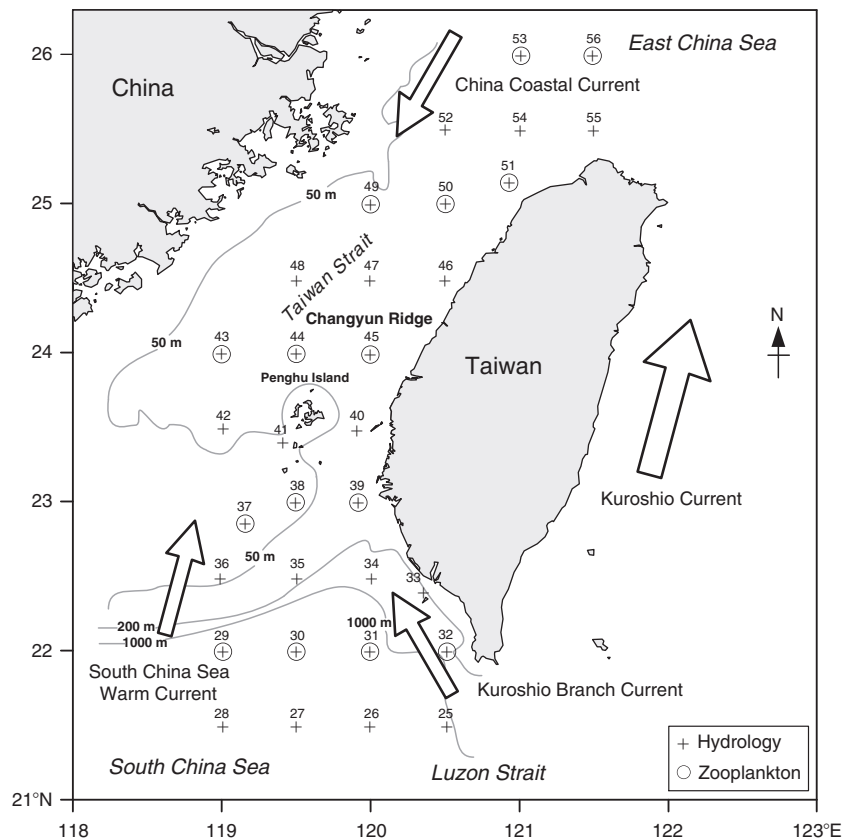 26
53
56
East China Sea
China
China Coastal Current
52
54
55
51
50 m
49
50
25
48
47
46
Taiwan Strait
Changyun Ridge
N
50 m
43
44
45
24
Penghu Island
Taiwan
42
41
40
23
38
39
37
Kuroshio Current
50 m
36
35
34
33
200 m
1000 m
1000 m
29
30
31
32
22
South China Sea
Warm Current
Kuroshio Branch Current
28
27
26
25
+ Hydrology
Zooplankton
South China Sea
Luzon Strait
21°N
118
119
120
121
122
123°E